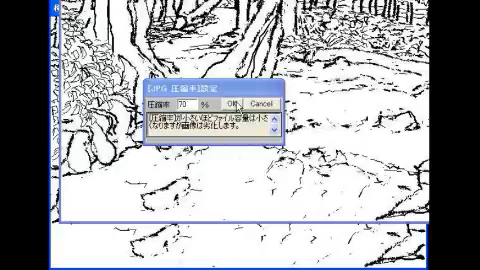 [JPG 圧縮率]設定
圧縮率 70 % OK Cancel
[圧縮率]が小さいほどファイル容量は小さ
くなりますが画像は劣化します。